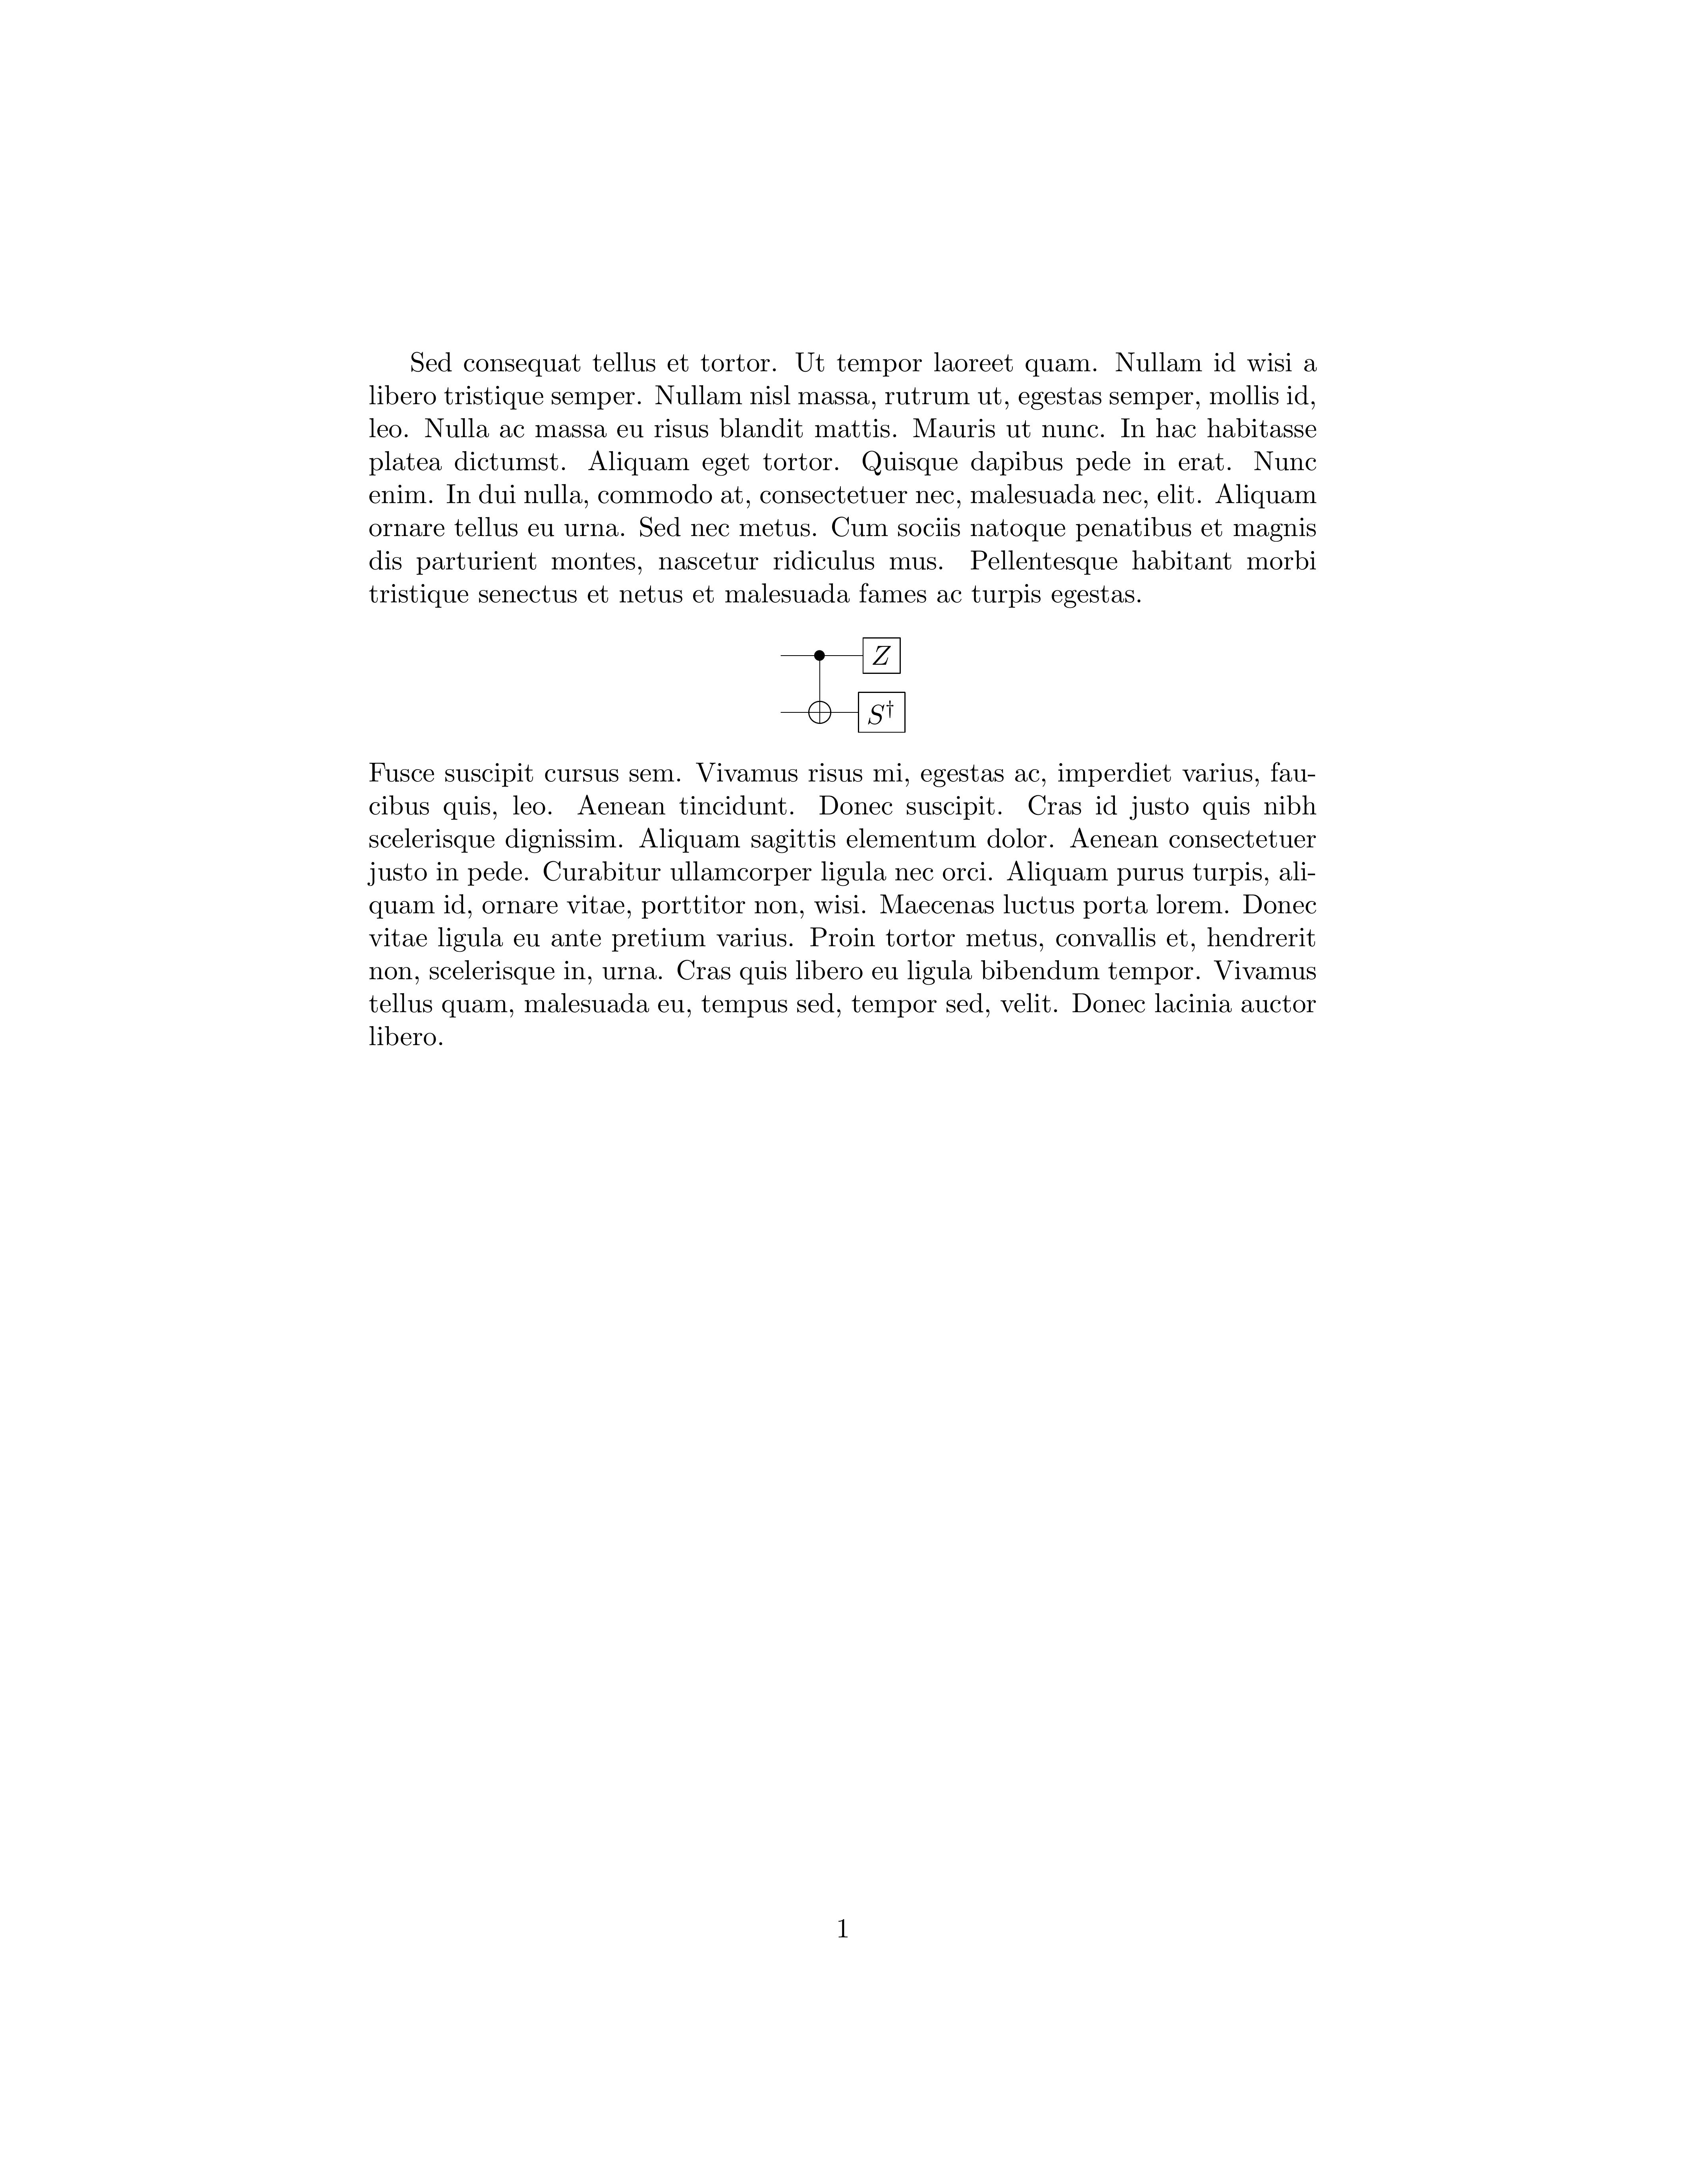 Sed consequat tellus et tortor. Ut tempor laoreet quam. Nullam id wisi a
libero tristique semper. Nullam nisl massa, rutrum ut, egestas semper, mollis id,
leo. Nulla ac massa eu risus blandit mattis. Mauris ut nunc. In hac habitasse
platea dictumst. Aliquam eget tortor. Quisque dapibus pede in erat. Nunc
enim. In dui nulla, commodo at, consectetuer nec, malesuada nec, elit. Aliquam
ornare tellus eu urna. Sed nec metus. Cum sociis natoque penatibus et magnis
dis parturient montes, nascetur ridiculus mus. Pellentesque habitant morbi
tristique senectus et netus et malesuada fames ac turpis egestas.
Z
S†
Fusce suscipit cursus sem. Vivamus risus mi, egestas ac, imperdiet varius, fau-
cibus quis, leo. Aenean tincidunt. Donec suscipit. Cras id justo quis nibh
scelerisque dignissim. Aliquam sagittis elementum dolor. Aenean consectetuer
justo in pede. Curabitur ullamcorper ligula nec orci. Aliquam purus turpis, ali-
quam id, ornare vitae, porttitor non, wisi. Maecenas luctus porta lorem. Donec
vitae ligula eu ante pretium varius. Proin tortor metus, convallis et, hendrerit
non, scelerisque in, urna. Cras quis libero eu ligula bibendum tempor. Vivamus
tellus quam, malesuada eu, tempus sed, tempor sed, velit. Donec lacinia auctor
libero.
1